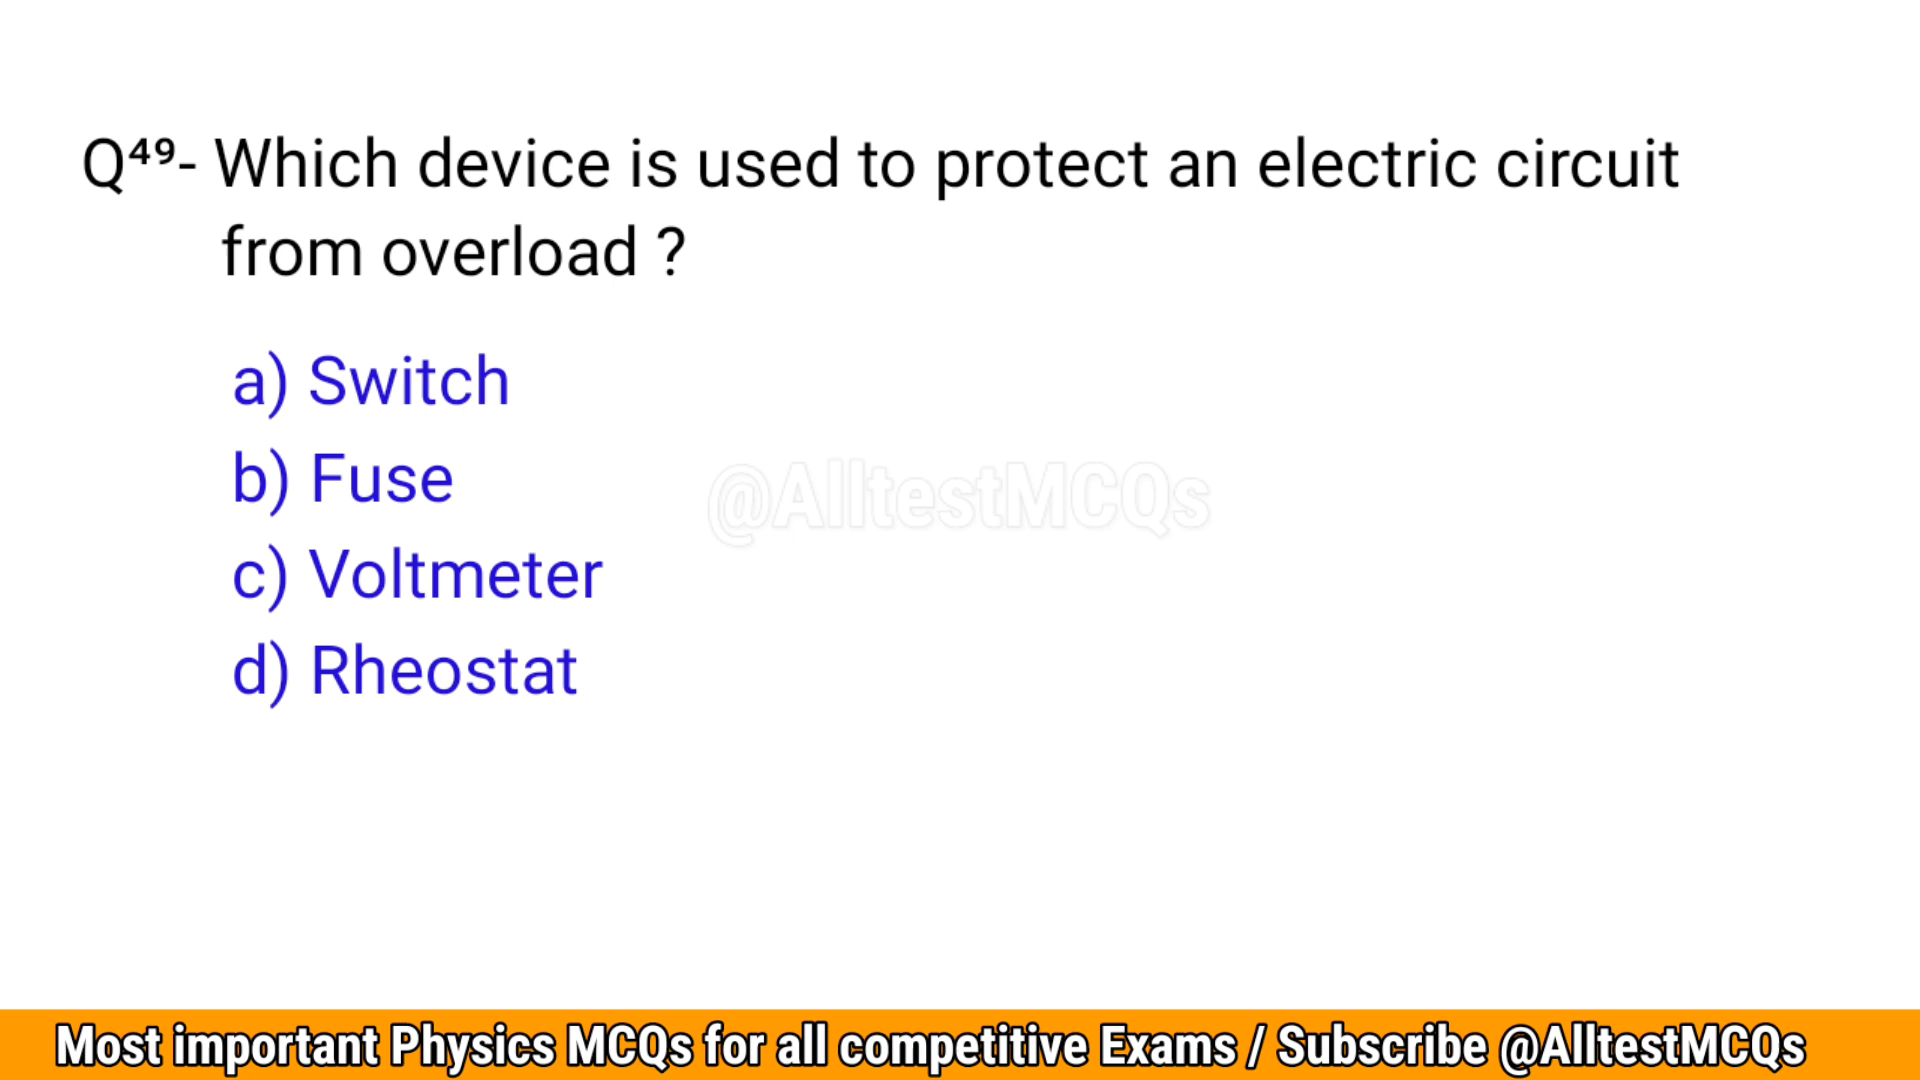 Q⁴⁹- Which device is used to protect an electric circuit
from overload ?
a) Switch
b) Fuse
@AlltestMCQs
c) Voltmeter
d) Rheostat
Most important Physics MCQs for all competitive Exams / Subscribe @AlltestMCQs